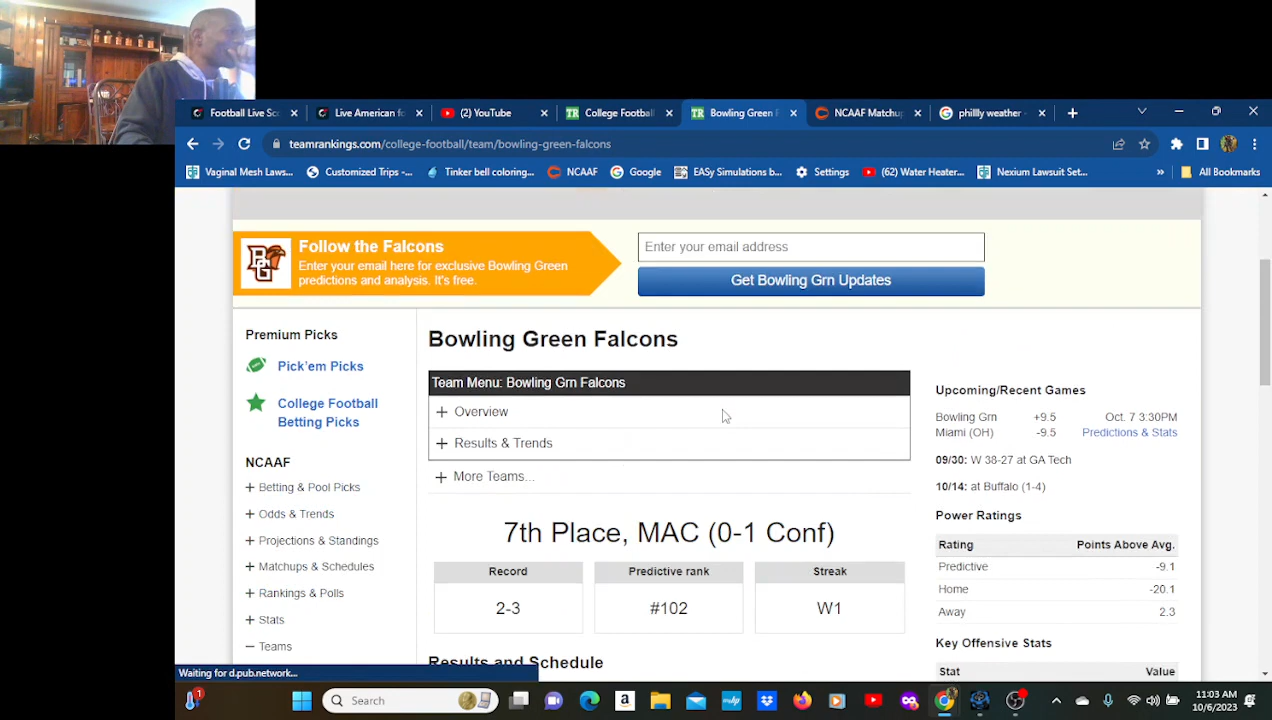 Football Live Sc
Live American fo
(2) YouTube
College Football
Bowling Green F
NCAAF Matchup
phillly weather -
teamrankings.com/college-football/team/bowling-green-falcons
Vaginal Mesh Laws...
Customized Trips -...
Tinker bell coloring...
NCAAF
Google
EASy Simulations b...
Settings
(62) Water Heater...
Nexium Lawsuit Set...
»
All Bookmarks
BG
Follow the Falcons
Enter your email here for exclusive Bowling Green
predictions and analysis. It's free.
Enter your email address
Get Bowling Grn Updates
Premium Picks
Pick'em Picks
College Football
Betting Picks
NCAAF
+ Betting & Pool Picks
+ Odds & Trends
+ Projections & Standings
+ Matchups & Schedules
+ Rankings & Polls
+ Stats
− Teams
Bowling Green Falcons
Team Menu: Bowling Grn Falcons
+ Overview
+ Results & Trends
+ More Teams...
7th Place, MAC (0-1 Conf)
Record Predictive rank Streak
2-3 #102 W1
Results and Schedule
Upcoming/Recent Games
Bowling Grn +9.5 Oct. 7 3:30PM
Miami (OH) -9.5 Predictions & Stats
09/30: W 38-27 at GA Tech
10/14: at Buffalo (1-4)
Power Ratings
Rating Points Above Avg.
Predictive -9.1
Home -20.1
Away 2.3
Key Offensive Stats
Stat Value
Waiting for d.pub.network...
1
Search
11:03 AM
10/6/2023